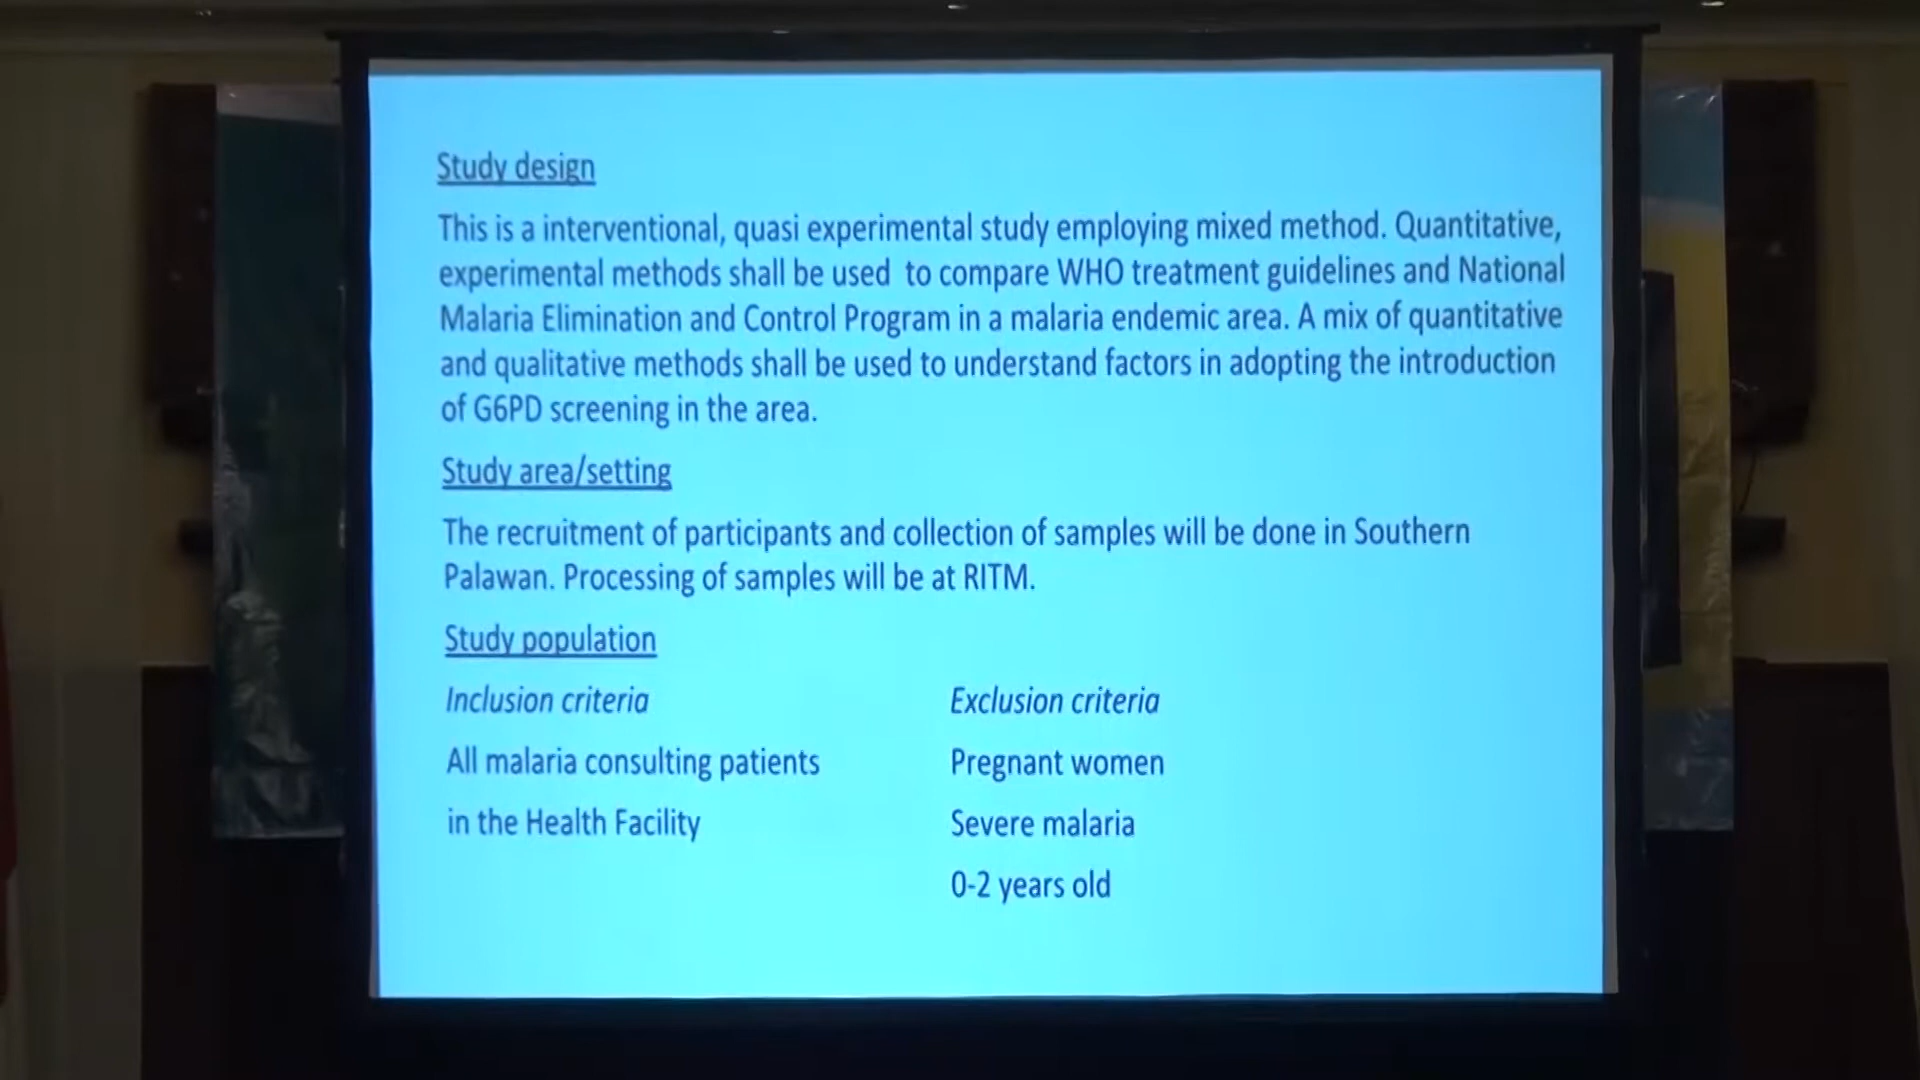 Study design
This is a interventional, quasi experimental study employing mixed method. Quantitative,
experimental methods shall be used to compare WHO treatment guidelines and National
Malaria Elimination and Control Program in a malaria endemic area. A mix of quantitative
and qualitative methods shall be used to understand factors in adopting the introduction
of G6PD screening in the area.
Study area/setting
The recruitment of participants and collection of samples will be done in Southern
Palawan. Processing of samples will be at RITM.
Study population
Inclusion criteria
All malaria consulting patients
in the Health Facility
Exclusion criteria
Pregnant women
Severe malaria
0-2 years old